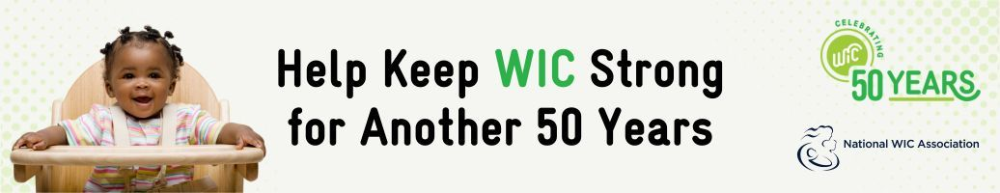 Help Keep WIC Strong
for Another 50 Years
CELEBRATING
WIC
50 YEARS
National WIC Association